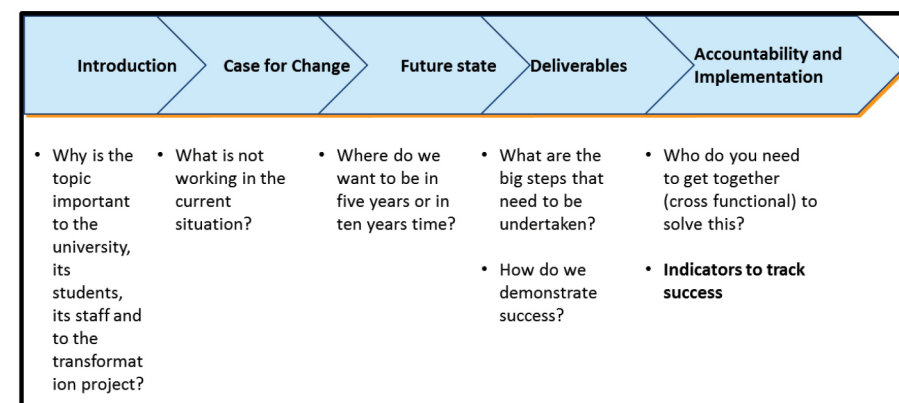 Introduction
Case for Change
Future state
Deliverables
Accountability and
Implementation
• Why is the
topic
important
to the
university,
its
students,
its staff and
to the
transformat
ion project?
• What is not
working in the
current
situation?
• Where do we
want to be in
five years or in
ten years time?
• What are the
big steps that
need to be
undertaken?
• How do we
demonstrate
success?
• Who do you need
to get together
(cross functional) to
solve this?
• Indicators to track
success